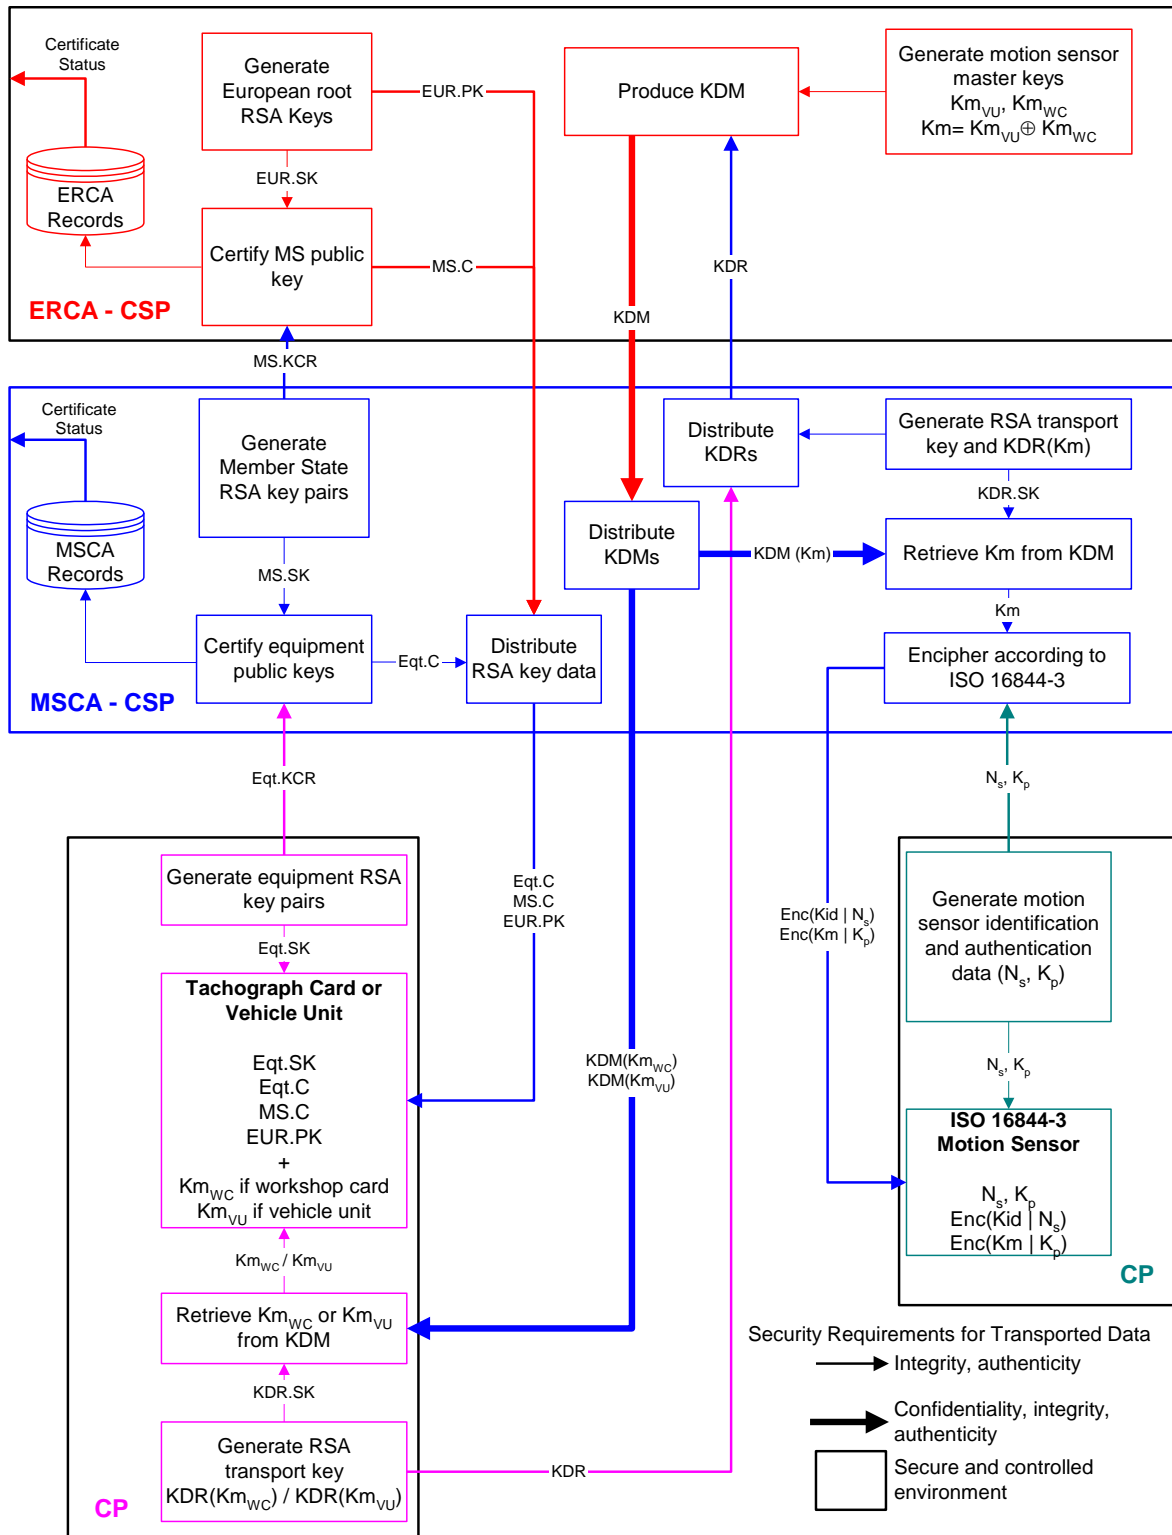 Certificate
Status
Generate
European root
RSA Keys
EUR.PK
Produce KDM
Generate motion sensor
master keys
Km_VU, Km_WC
Km= Km_VU ⊕ Km_WC
EUR.SK
ERCA
Records
Certify MS public
key
MS.C
KDR
KDM
ERCA - CSP
MS.KCR
Certificate
Status
Generate
Member State
RSA key pairs
Distribute
KDRs
Generate RSA transport
key and KDR(Km)
KDR.SK
MSCA
Records
Distribute
KDMs
KDM (Km)
Retrieve Km from KDM
MS.SK
Km
Certify equipment
public keys
Eqt.C
Distribute
RSA key data
Encipher according to
ISO 16844-3
MSCA - CSP
Eqt.KCR
N_s, K_p
Generate equipment RSA
key pairs
Eqt.C
MS.C
EUR.PK
Enc(Kid | N_s)
Enc(Km | K_p)
Generate motion
sensor identification
and authentication
data (N_s, K_p)
Eqt.SK
Tachograph Card or
Vehicle Unit
Eqt.SK
Eqt.C
MS.C
EUR.PK
+
Km_WC if workshop card
Km_VU if vehicle unit
KDM(Km_WC)
KDM(Km_VU)
N_s, K_p
ISO 16844-3
Motion Sensor
N_s, K_p
Enc(Kid | N_s)
Enc(Km | K_p)
CP
Km_WC / Km_VU
Retrieve Km_WC or Km_VU
from KDM
KDR.SK
Generate RSA
transport key
KDR(Km_WC) / KDR(Km_VU)
KDR
CP
Security Requirements for Transported Data
Integrity, authenticity
Confidentiality, integrity,
authenticity
Secure and controlled
environment